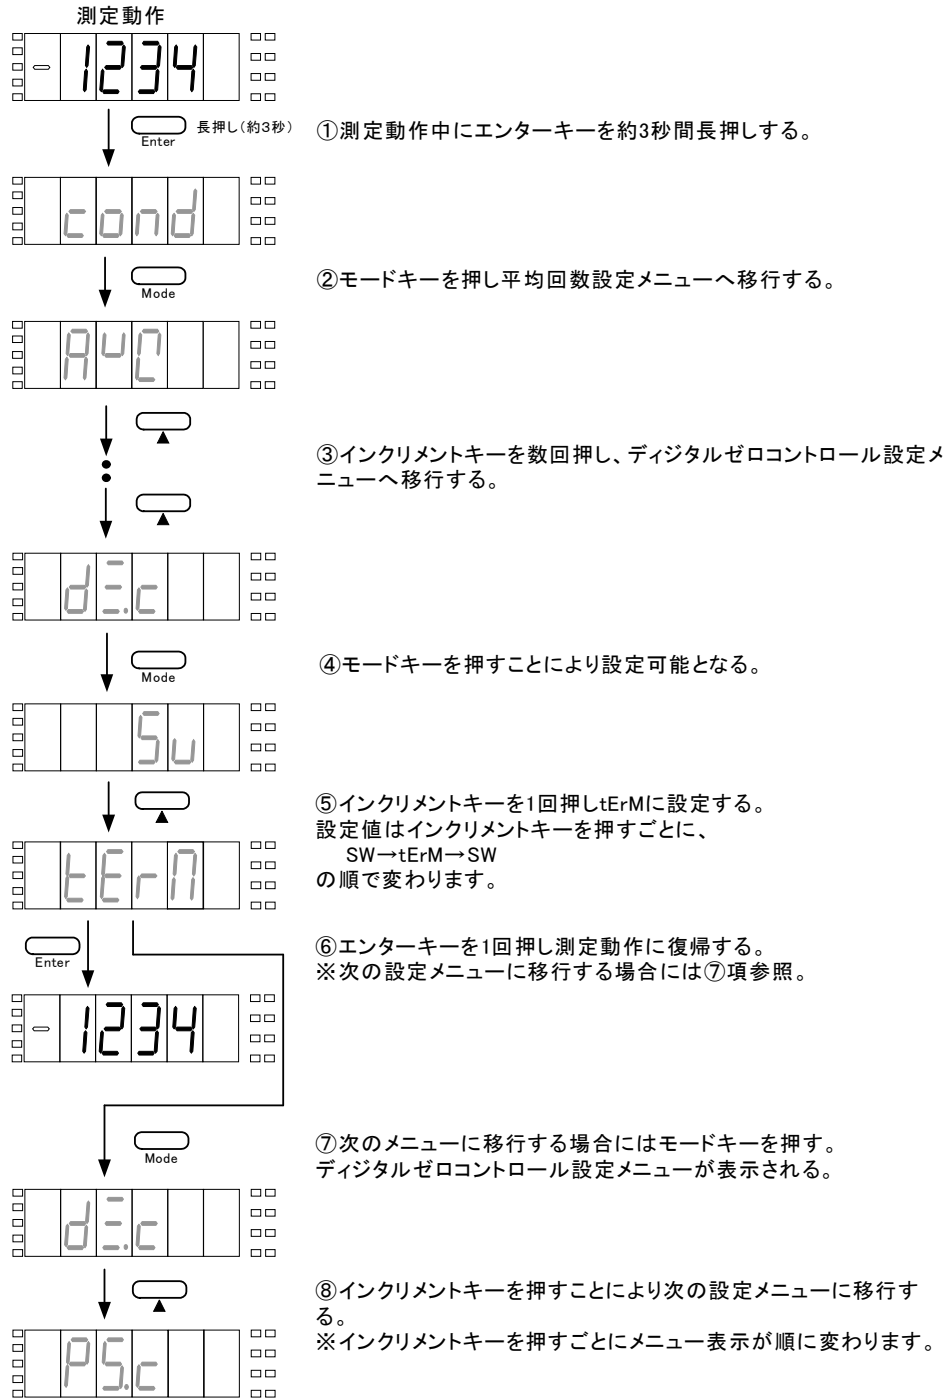 測定動作
- 1234
長押し(約3秒)
Enter
①測定動作中にエンターキーを約3秒間長押しする。
cond
Mode
②モードキーを押し平均回数設定メニューへ移行する。
③インクリメントキーを数回押し、ディジタルゼロコントロール設定メ
ニューへ移行する。
Mode
④モードキーを押すことにより設定可能となる。
⑤インクリメントキーを1回押しtErMに設定する。
設定値はインクリメントキーを押すごとに、
SW→tErM→SW
の順で変わります。
tErM
Enter
⑥エンターキーを1回押し測定動作に復帰する。
※次の設定メニューに移行する場合には⑦項参照。
- 1234
Mode
⑦次のメニューに移行する場合にはモードキーを押す。
ディジタルゼロコントロール設定メニューが表示される。
⑧インクリメントキーを押すことにより次の設定メニューに移行す
る。
※インクリメントキーを押すごとにメニュー表示が順に変わります。
PS.c